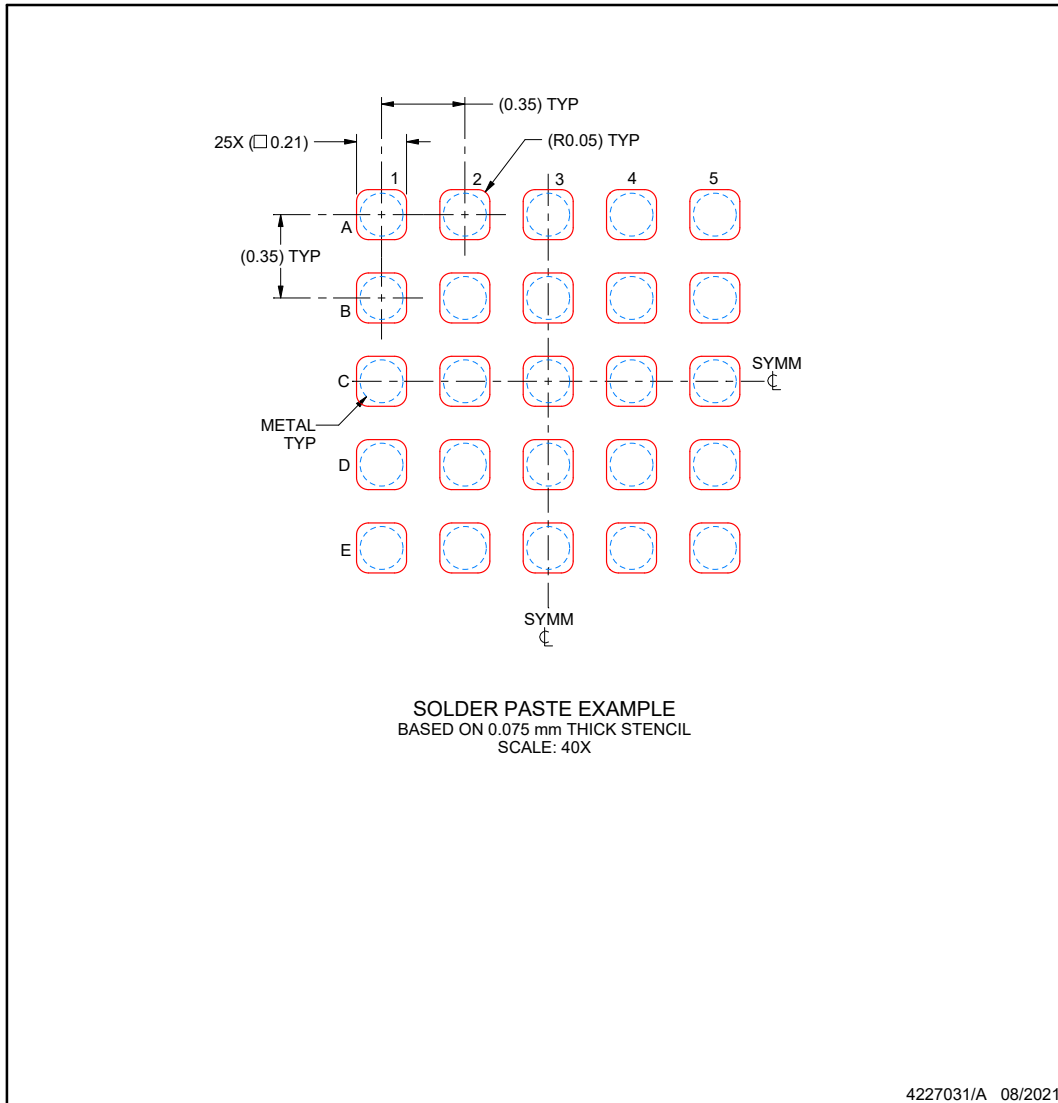 (0.35) TYP
25X (□ 0.21)
(R0.05) TYP
1 2 3 4 5
A
(0.35) TYP
B
C
SYMM
℄
METAL
TYP
D
E
SYMM
℄
SOLDER PASTE EXAMPLE
BASED ON 0.075 mm THICK STENCIL
SCALE: 40X
4227031/A 08/2021